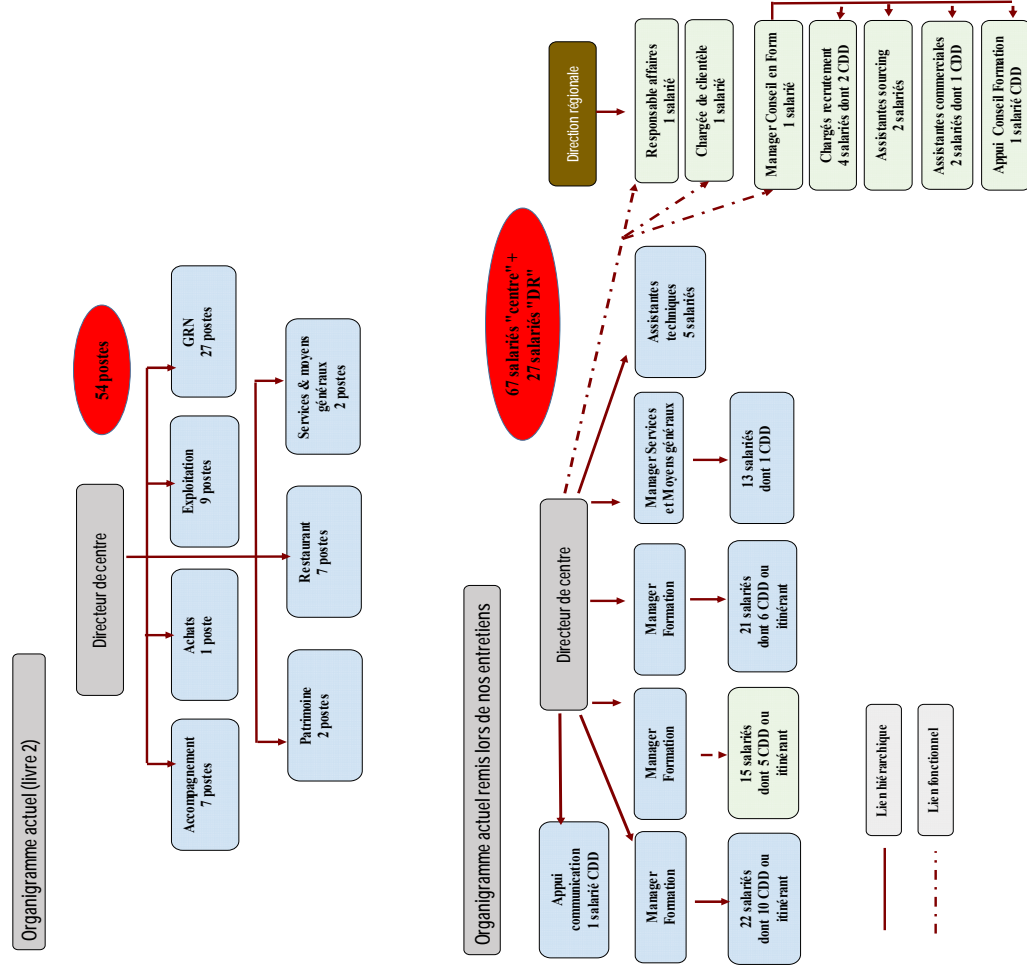 Organigramme actuel (livre 2)
Directeur de centre
54 postes
Accompagnement
7 postes
Achats
1 poste
Exploitation
9 postes
GRN
27 postes
Patrimoine
2 postes
Restaurant
7 postes
Services & moyens
généraux
2 postes
Organigramme actuel remis lors de nos entretiens
Directeur de centre
67 salariés "centre" +
27 salariés "DR"
Direction régionale
Appui
communication
1 salarié CDD
Manager
Formation
Manager
Formation
Manager
Formation
Manager Services
et Moyens généraux
Assistantes
techniques
5 salariés
22 salariés
dont 10 CDD ou
itinérant
15 salariés
dont 5 CDD ou
itinérant
21 salariés
dont 6 CDD ou
itinérant
13 salariés
dont 1 CDD
Responsable affaires
1 salarié
Chargée de clientèle
1 salarié
Manager Conseil en Form
1 salarié
Chargés recrutement
4 salariés dont 2 CDD
Assistantes sourcing
2 salariés
Assistantes commerciales
2 salariés dont 1 CDD
Appui Conseil Formation
1 salarié CDD
Lien hiérarchique
Lien fonctionnel